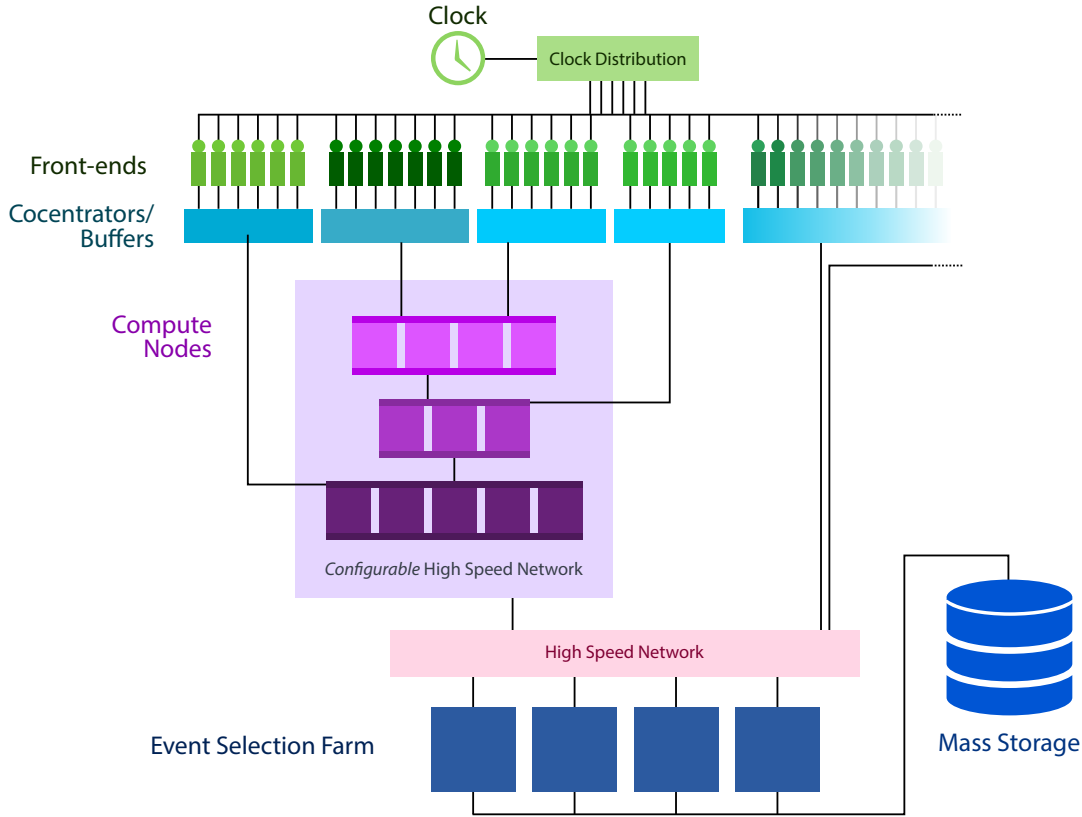 Clock
Clock Distribution
Front-ends
Cocentrators/
Buffers
Compute
Nodes
Configurable High Speed Network
High Speed Network
Event Selection Farm
Mass Storage